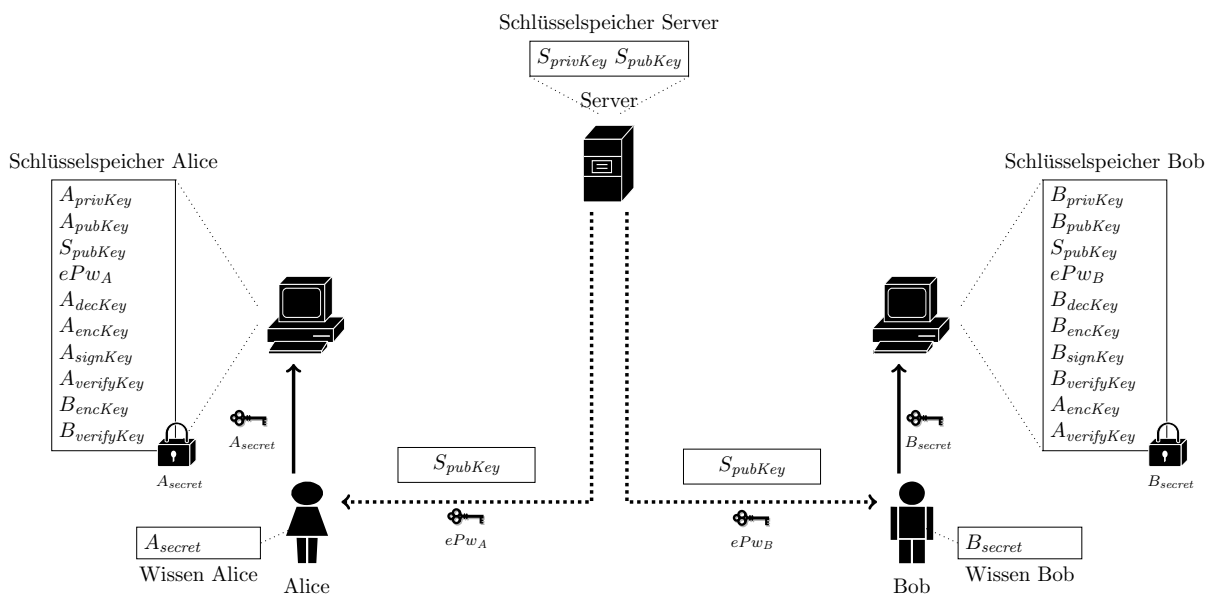 Schlüsselspeicher Server
S_privKey S_pubKey
Server
Schlüsselspeicher Alice
A_privKey
A_pubKey
S_pubKey
ePw_A
A_decKey
A_encKey
A_signKey
A_verifyKey
B_encKey
B_verifyKey
A_secret
A_secret
Schlüsselspeicher Bob
B_privKey
B_pubKey
S_pubKey
ePw_B
B_decKey
B_encKey
B_signKey
B_verifyKey
A_encKey
A_verifyKey
B_secret
B_secret
S_pubKey
ePw_A
S_pubKey
ePw_B
A_secret
Wissen Alice
Alice
B_secret
Wissen Bob
Bob